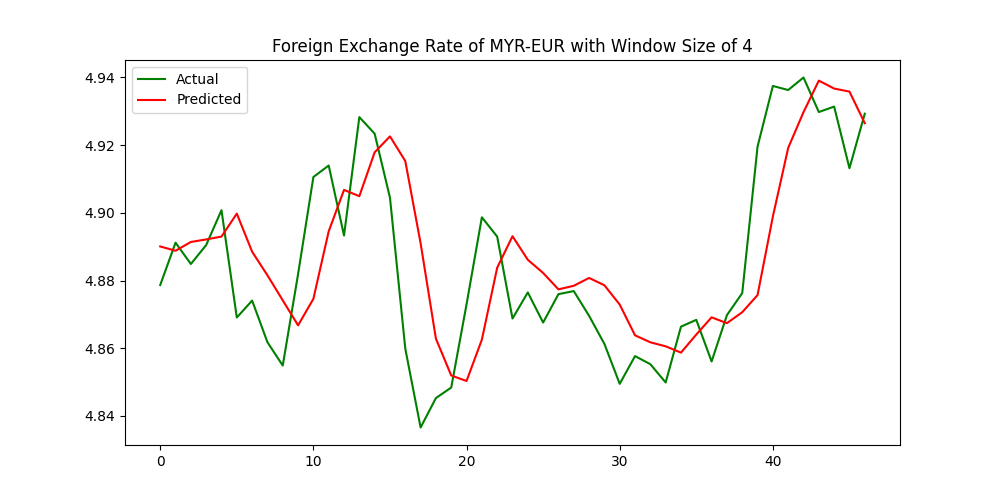 Foreign Exchange Rate of MYR-EUR with Window Size of 4
Actual
Predicted
4.94
4.92
4.90
4.88
4.86
4.84
0 10 20 30 40